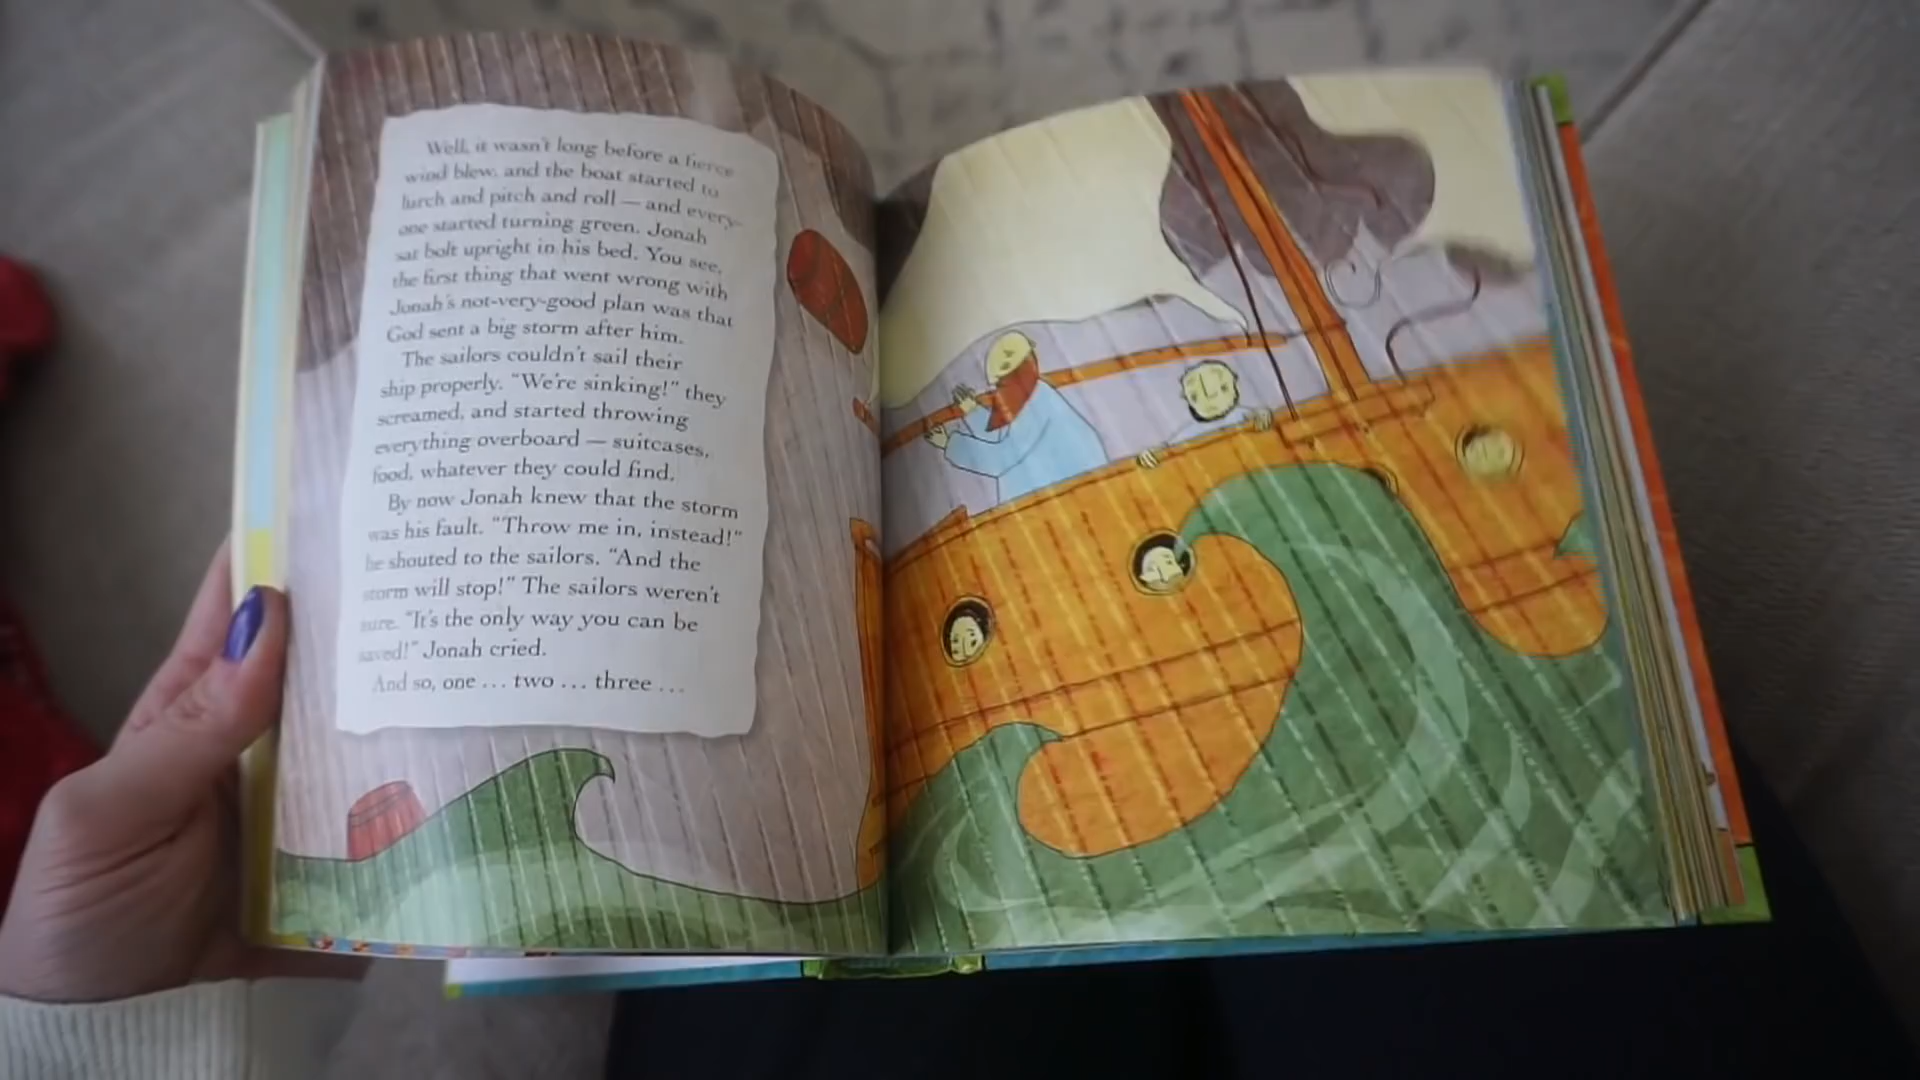 Well, it wasn't long before a fierce
wind blew, and the boat started to
lurch and pitch and roll — and every-
one started turning green. Jonah
sat bolt upright in his bed. You see,
the first thing that went wrong with
Jonah's not-very-good plan was that
God sent a big storm after him.
The sailors couldn't sail their
ship properly. "We're sinking!" they
screamed, and started throwing
everything overboard — suitcases,
food, whatever they could find.
By now Jonah knew that the storm
was his fault. "Throw me in, instead!"
he shouted to the sailors. "And the
storm will stop!" The sailors weren't
sure. "It's the only way you can be
saved!" Jonah cried.
And so, one ... two ... three ...